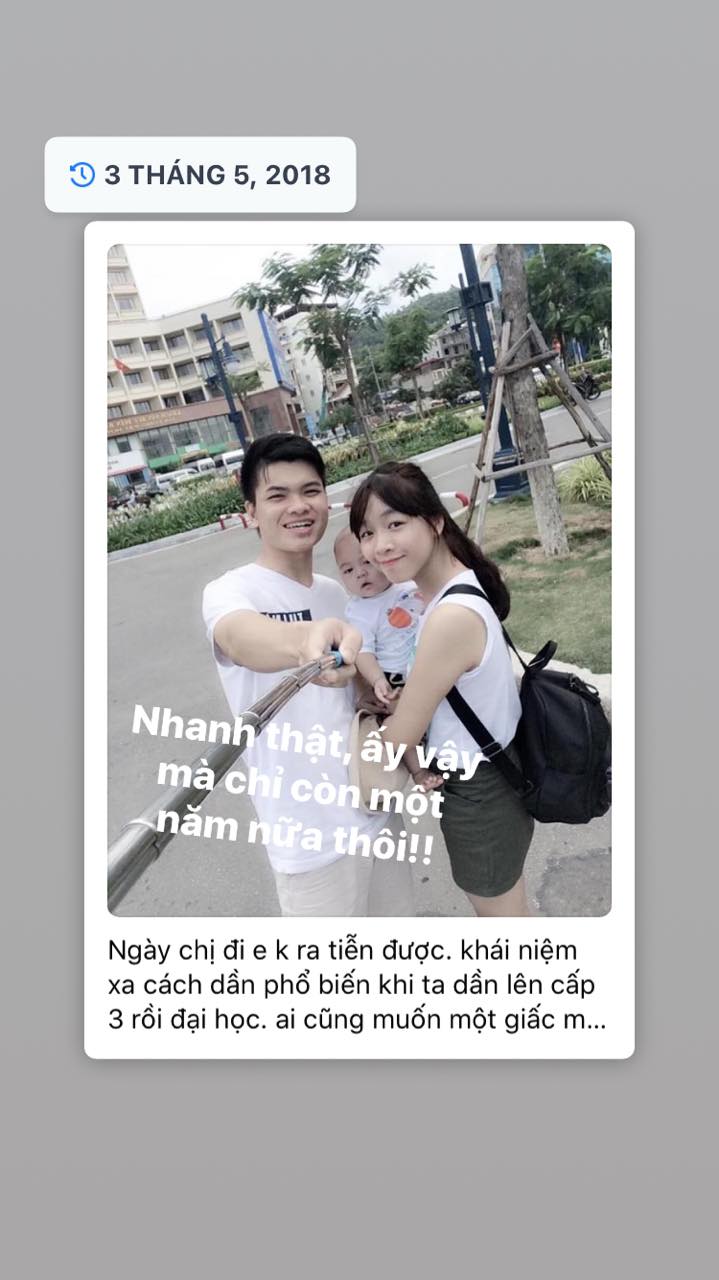 3 THÁNG 5, 2018
Nhanh thật, ấy vậy
mà chỉ còn một
năm nữa thôi!!
Ngày chị đi e k ra tiễn được. khái niệm
xa cách dần phổ biến khi ta dần lên cấp
3 rồi đại học. ai cũng muốn một giấc m...